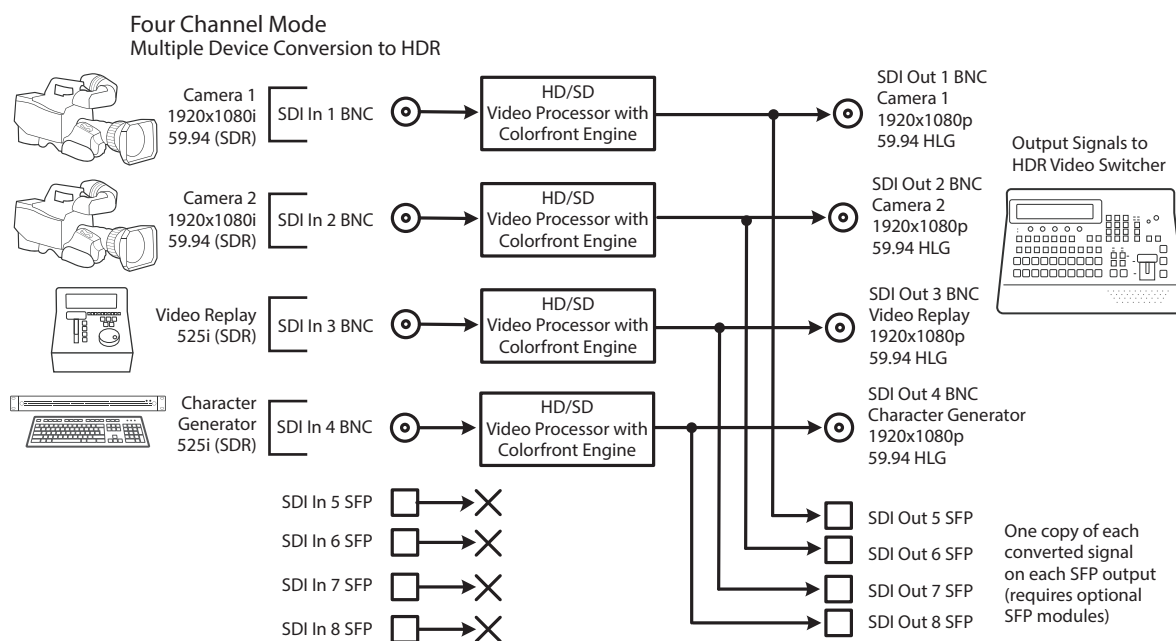 Four Channel Mode
Multiple Device Conversion to HDR
Camera 1
1920x1080i
59.94 (SDR)
SDI In 1 BNC
HD/SD
Video Processor with
Colorfront Engine
SDI Out 1 BNC
Camera 1
1920x1080p
59.94 HLG
Output Signals to
HDR Video Switcher
Camera 2
1920x1080i
59.94 (SDR)
SDI In 2 BNC
HD/SD
Video Processor with
Colorfront Engine
SDI Out 2 BNC
Camera 2
1920x1080p
59.94 HLG
Video Replay
525i (SDR)
SDI In 3 BNC
HD/SD
Video Processor with
Colorfront Engine
SDI Out 3 BNC
Video Replay
1920x1080p
59.94 HLG
Character
Generator
525i (SDR)
SDI In 4 BNC
HD/SD
Video Processor with
Colorfront Engine
SDI Out 4 BNC
Character Generator
1920x1080p
59.94 HLG
SDI In 5 SFP
SDI In 6 SFP
SDI In 7 SFP
SDI In 8 SFP
SDI Out 5 SFP
SDI Out 6 SFP
SDI Out 7 SFP
SDI Out 8 SFP
One copy of each
converted signal
on each SFP output
(requires optional
SFP modules)